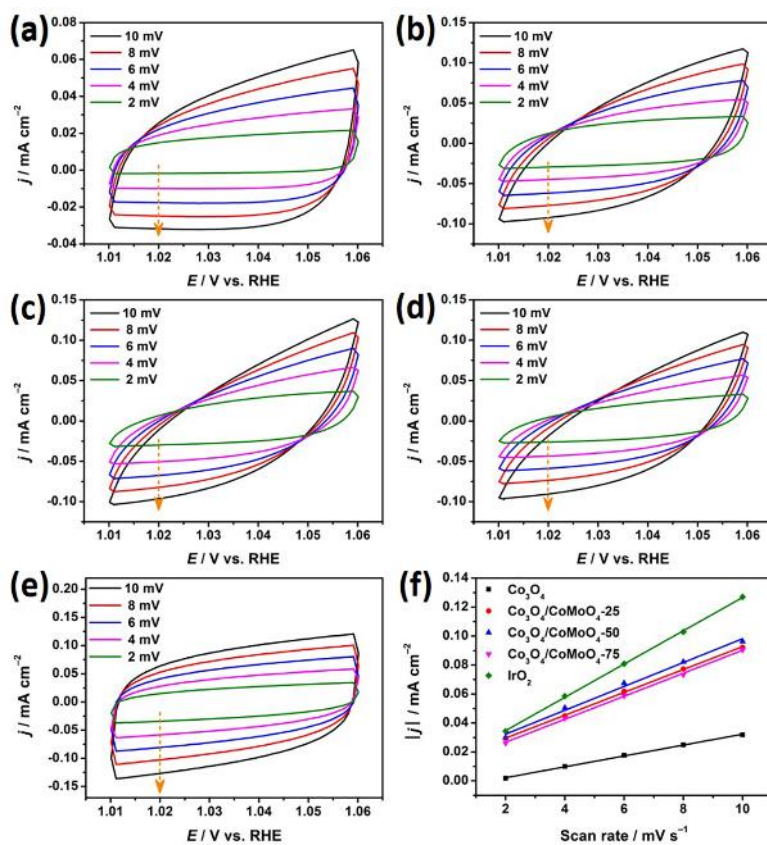 (a)
10 mV
8 mV
6 mV
4 mV
2 mV
0.08
0.06
0.04
0.02
0.00
-0.02
-0.04
j / mA cm⁻²
1.01 1.02 1.03 1.04 1.05 1.06
E / V vs. RHE
(b)
10 mV
8 mV
6 mV
4 mV
2 mV
0.15
0.10
0.05
0.00
-0.05
-0.10
j / mA cm⁻²
1.01 1.02 1.03 1.04 1.05 1.06
E / V vs. RHE
(c)
10 mV
8 mV
6 mV
4 mV
2 mV
0.15
0.10
0.05
0.00
-0.05
-0.10
j / mA cm⁻²
1.01 1.02 1.03 1.04 1.05 1.06
E / V vs. RHE
(d)
10 mV
8 mV
6 mV
4 mV
2 mV
0.15
0.10
0.05
0.00
-0.05
-0.10
j / mA cm⁻²
1.01 1.02 1.03 1.04 1.05 1.06
E / V vs. RHE
(e)
10 mV
8 mV
6 mV
4 mV
2 mV
0.20
0.15
0.10
0.05
0.00
-0.05
-0.10
-0.15
j / mA cm⁻²
1.01 1.02 1.03 1.04 1.05 1.06
E / V vs. RHE
(f)
Co₃O₄
Co₃O₄/CoMoO₄-25
Co₃O₄/CoMoO₄-50
Co₃O₄/CoMoO₄-75
IrO₂
0.14
0.12
0.10
0.08
0.06
0.04
0.02
0.00
|j| / mA cm⁻²
2 4 6 8 10
Scan rate / mV s⁻¹